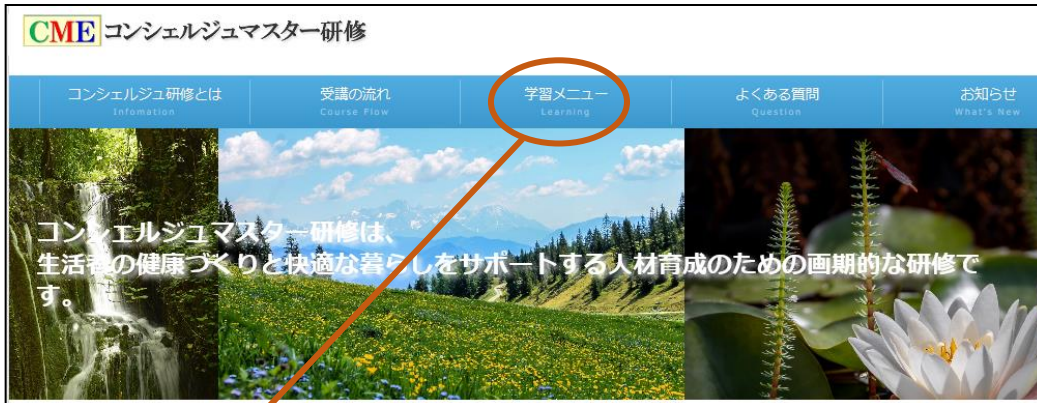 CME コンシェルジュマスター研修
コンシェルジュ研修とは 受講の流れ 学習メニュー よくある質問 お知らせ
Infomation Course Flow Learning Question What's New
コンシェルジュマスター研修は、
生活者の健康づくりと快適な暮らしをサポートする人材育成のための画期的な研修で
す。